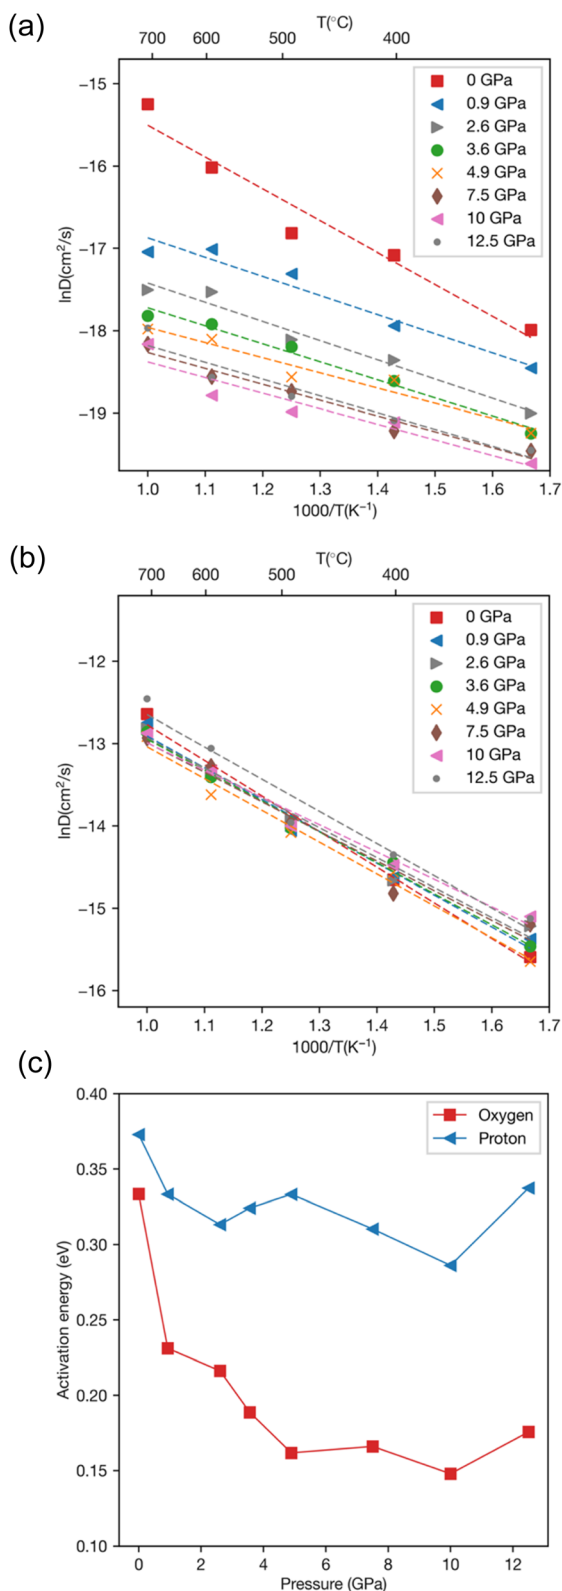 (a)
T(°C)
700 600 500 400
−15
−16
−17
−18
−19
lnD(cm²/s)
0 GPa
0.9 GPa
2.6 GPa
3.6 GPa
4.9 GPa
7.5 GPa
10 GPa
12.5 GPa
1.0 1.1 1.2 1.3 1.4 1.5 1.6 1.7
1000/T(K⁻¹)
(b)
T(°C)
700 600 500 400
−12
−13
−14
−15
−16
lnD(cm²/s)
0 GPa
0.9 GPa
2.6 GPa
3.6 GPa
4.9 GPa
7.5 GPa
10 GPa
12.5 GPa
1.0 1.1 1.2 1.3 1.4 1.5 1.6 1.7
1000/T(K⁻¹)
(c)
0.40
0.35
0.30
0.25
0.20
0.15
0.10
Activation energy (eV)
Oxygen
Proton
0 2 4 6 8 10 12
Pressure (GPa)